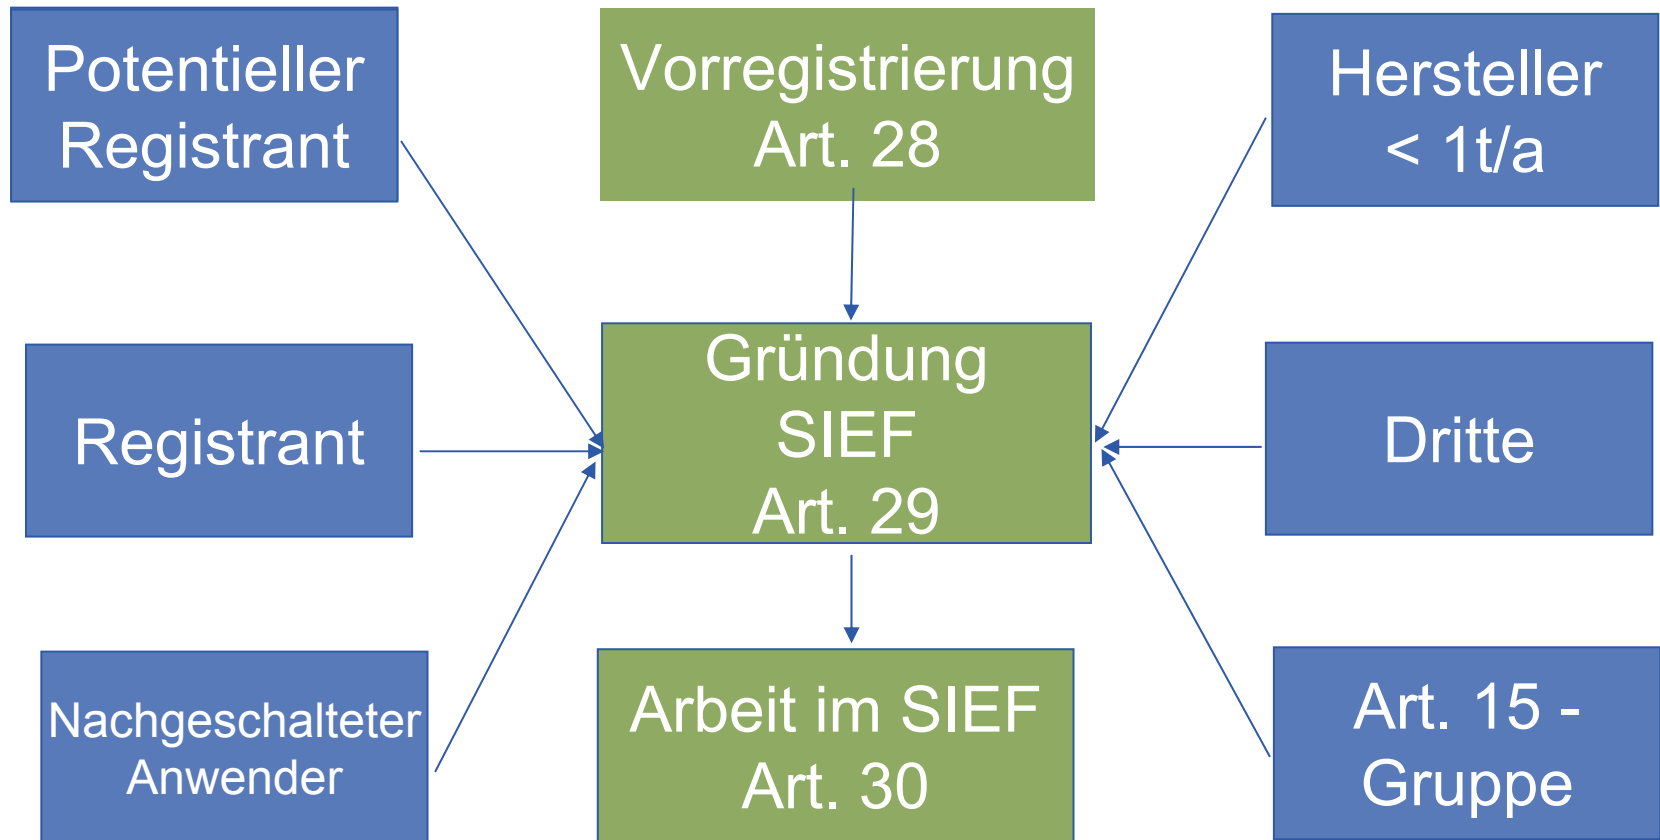 Potentieller
Registrant
Vorregistrierung
Art. 28
Hersteller
< 1t/a
Registrant
Gründung
SIEF
Art. 29
Dritte
Nachgeschalteter
Anwender
Arbeit im SIEF
Art. 30
Art. 15 -
Gruppe